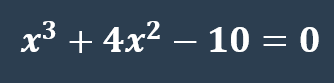 x³ + 4x² − 10 = 0